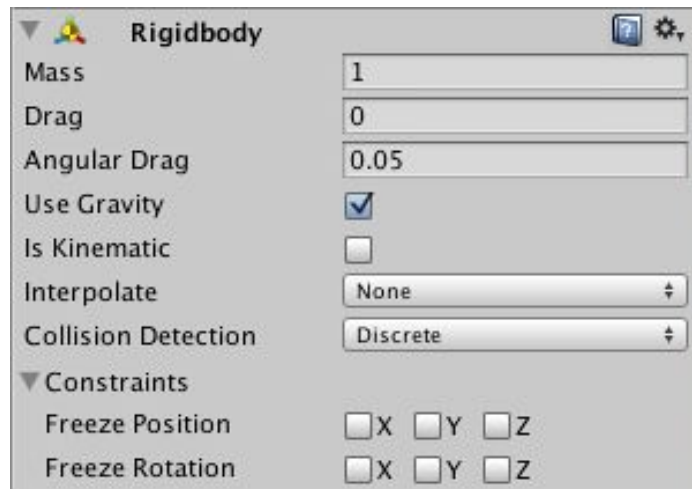 Rigidbody
Mass 1
Drag 0
Angular Drag 0.05
Use Gravity
Is Kinematic
Interpolate None
Collision Detection Discrete
Constraints
Freeze Position X Y Z
Freeze Rotation X Y Z